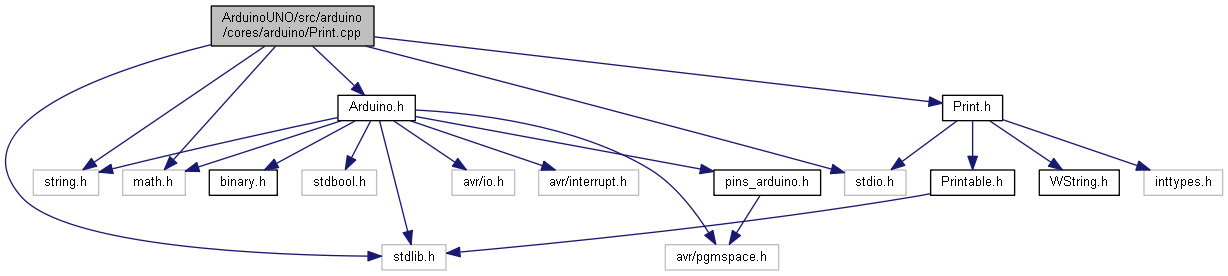 ArduinoUNO/src/arduino
/cores/arduino/Print.cpp
Arduino.h
Print.h
string.h
math.h
binary.h
stdbool.h
avr/io.h
avr/interrupt.h
pins_arduino.h
stdio.h
Printable.h
WString.h
inttypes.h
stdlib.h
avr/pgmspace.h